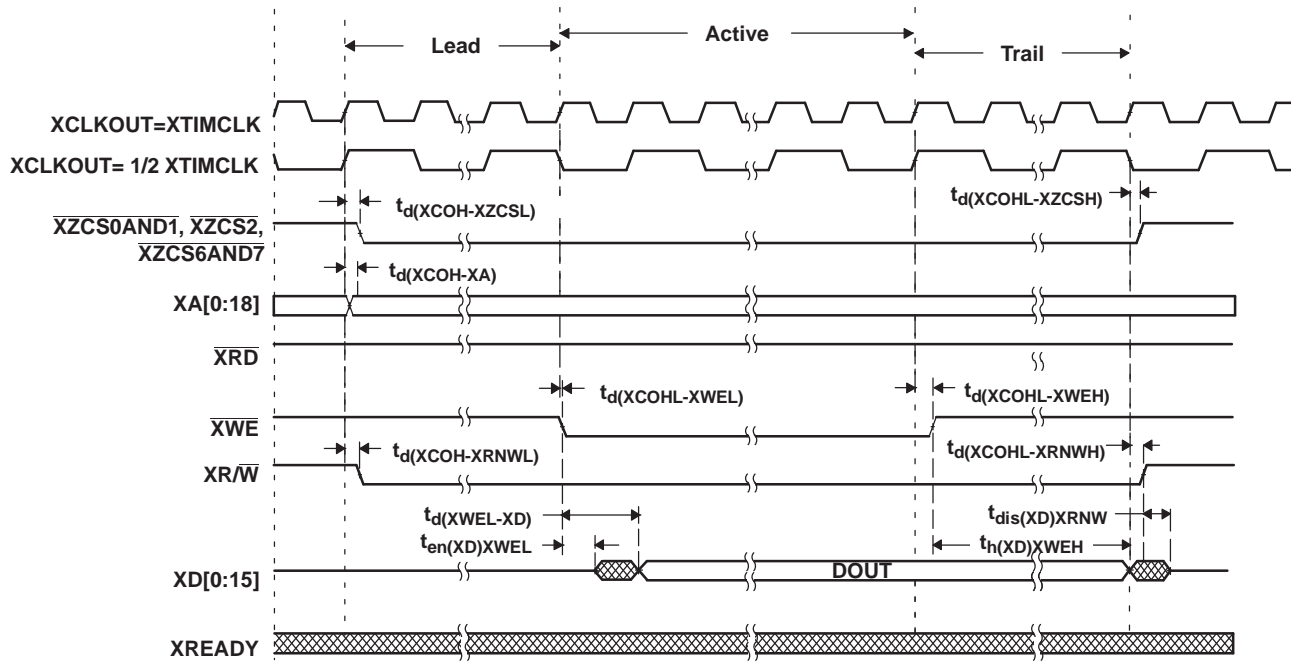 Lead
Active
Trail
XCLKOUT=XTIMCLK
XCLKOUT= 1/2 XTIMCLK
td(XCOH-XZCSL)
td(XCOHL-XZCSH)
XZCS0AND1, XZCS2,
XZCS6AND7
td(XCOH-XA)
XA[0:18]
XRD
td(XCOHL-XWEL)
td(XCOHL-XWEH)
XWE
td(XCOH-XRNWL)
td(XCOHL-XRNWH)
XR/W
td(XWEL-XD)
tdis(XD)XRNW
ten(XD)XWEL
th(XD)XWEH
XD[0:15]
DOUT
XREADY